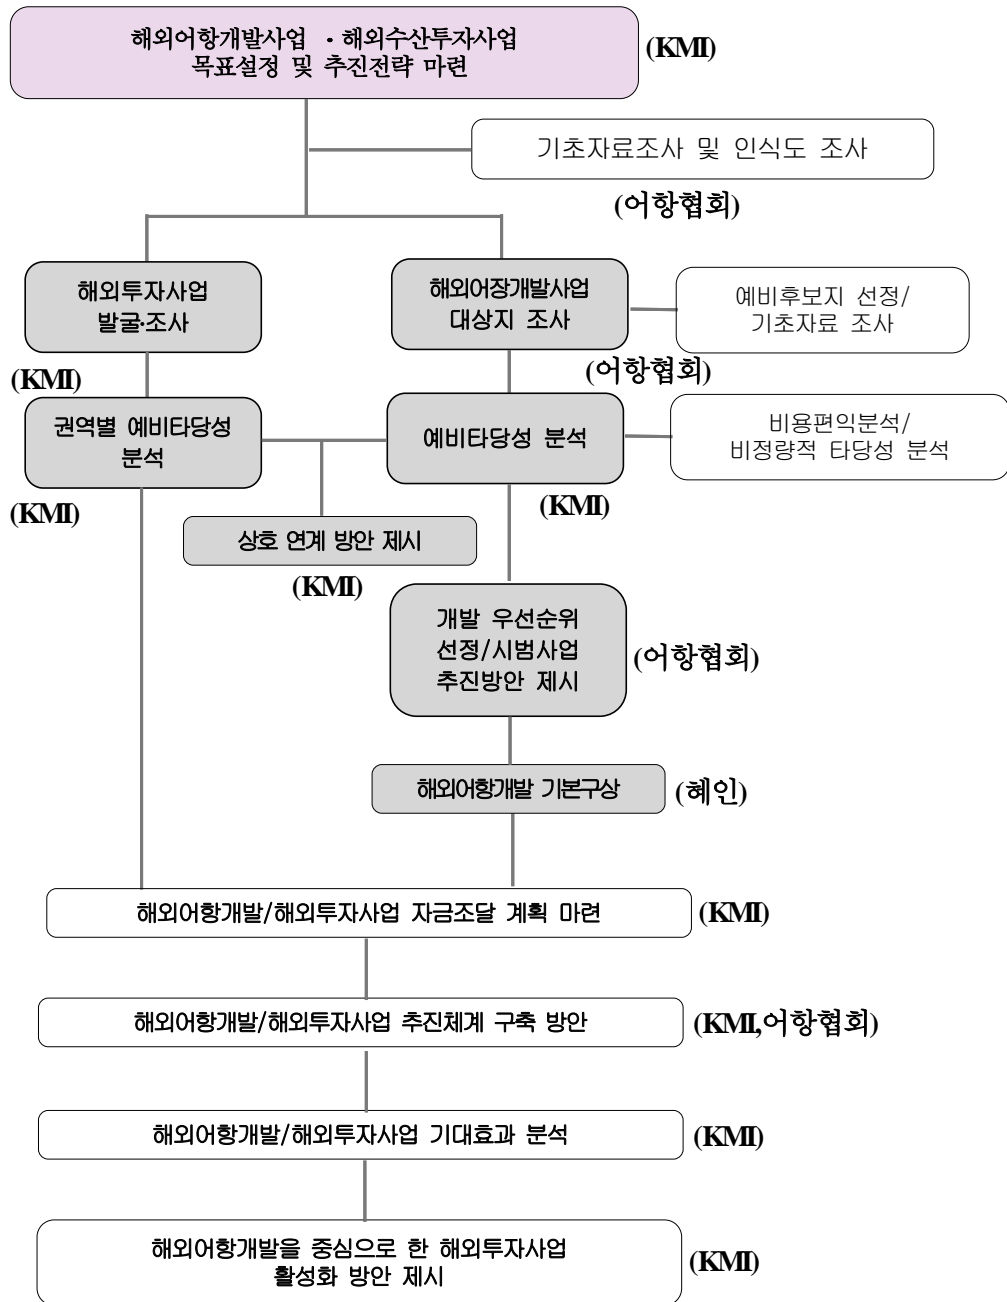 해외어항개발사업 · 해외수산투자사업
목표설정 및 추진전략 마련
(KMI)
기초자료조사 및 인식도 조사
(어항협회)
해외투자사업
발굴·조사
(KMI)
해외어장개발사업
대상지 조사
(어항협회)
예비후보지 선정/
기초자료 조사
권역별 예비타당성
분석
(KMI)
예비타당성 분석
(KMI)
비용편익분석/
비정량적 타당성 분석
상호 연계 방안 제시
(KMI)
개발 우선순위
선정/시범사업
추진방안 제시
(어항협회)
해외어항개발 기본구상
(혜인)
해외어항개발/해외투자사업 자금조달 계획 마련
(KMI)
해외어항개발/해외투자사업 추진체계 구축 방안
(KMI,어항협회)
해외어항개발/해외투자사업 기대효과 분석
(KMI)
해외어항개발을 중심으로 한 해외투자사업
활성화 방안 제시
(KMI)